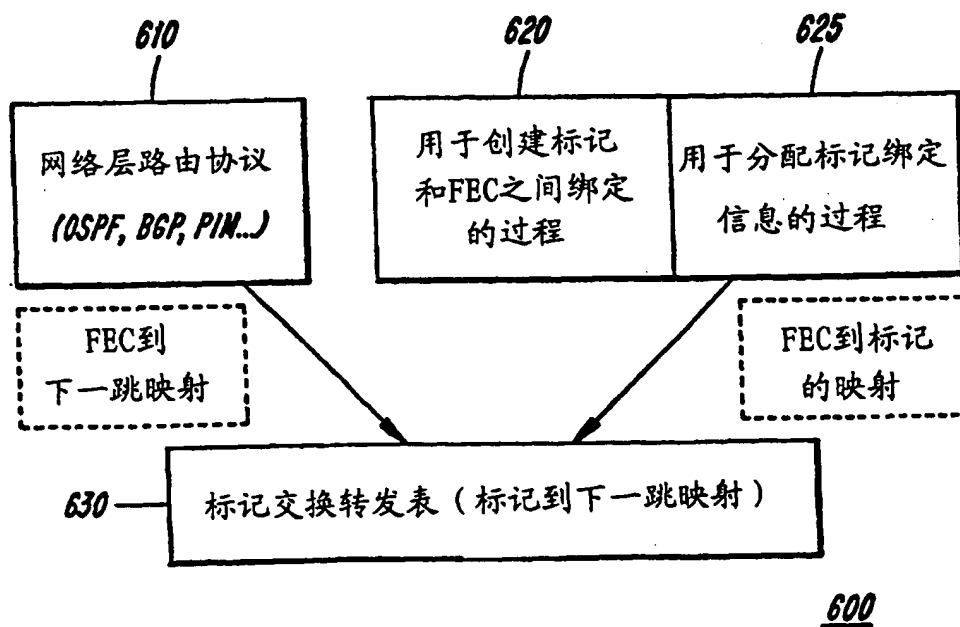 610
620
625
网络层路由协议
(OSPF, BGP, PIM...)
用于创建标记
和FEC之间绑定
的过程
用于分配标记绑定
信息的过程
FEC到
下一跳映射
FEC到标记
的映射
630
标记交换转发表（标记到下一跳映射）
600